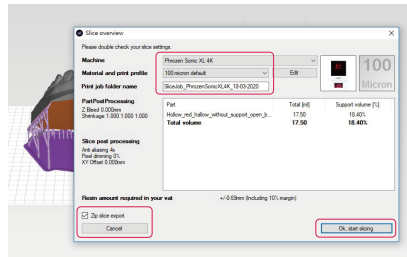 Slice overview
Please double check your slice settings.
Machine
Phrozen Sonic XL 4K
Material and print profile
100 micron default
Edit
Print job folder name
SliceJob_PhrozenSonicXL4K_18-03-2020
100
Micron
PartPostProcessing
Z Bleed 0.000mm
Shrinkage 1.000 1.000 1.000
Part Total [ml] Support volume [%]
Hollow_red_hallow_without_support_open_b... 17.50 18.40%
Total volume 17.50 18.40%
Slice post processing
Anti aliasing 4x
Pixel dimming 0%
XY Offset 0.000mm
Resin amount required in your vat +/-0.69mm (including 10% margin)
Zip slice export
Cancel
Ok, start slicing